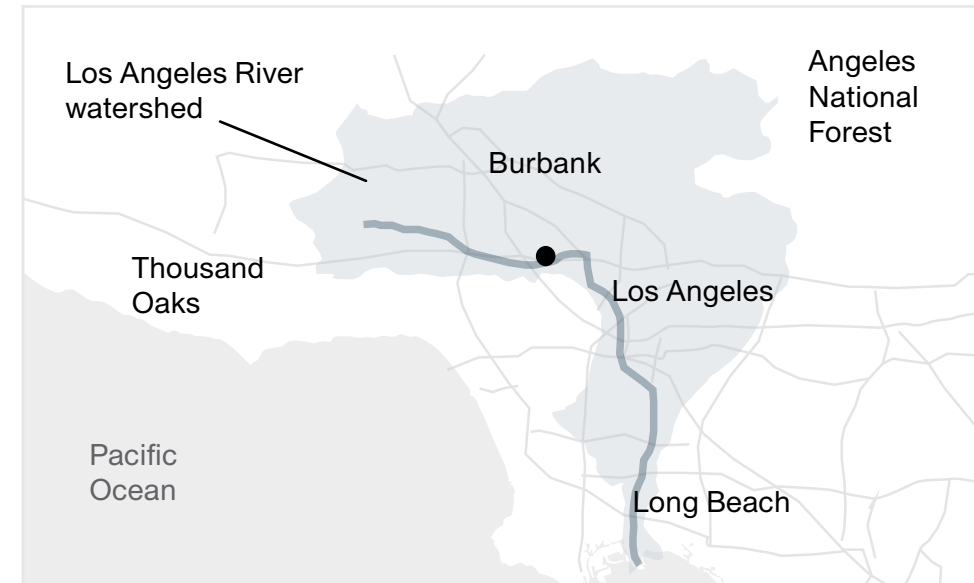 Los Angeles River
watershed
Angeles
National
Forest
Burbank
Thousand
Oaks
Los Angeles
Pacific
Ocean
Long Beach